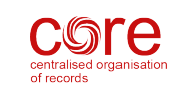 core
centralised organisation
of records